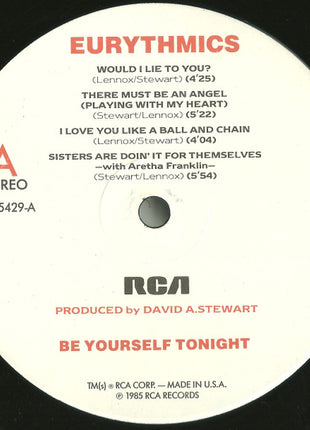 EURYTHMICS
WOULD I LIE TO YOU?
(Lennox/Stewart) (4'25)
THERE MUST BE AN ANGEL
(PLAYING WITH MY HEART)
(Stewart/Lennox) (5'22)
I LOVE YOU LIKE A BALL AND CHAIN
(Stewart/Lennox) (4'04)
SISTERS ARE DOIN' IT FOR THEMSELVES
—with Aretha Franklin—
(Stewart/Lennox) (5'54)
A
REO
5429-A
RCA
PRODUCED by DAVID A.STEWART
BE YOURSELF TONIGHT
TM(s) ® RCA CORP. — MADE IN U.S.A.
℗ 1985 RCA RECORDS